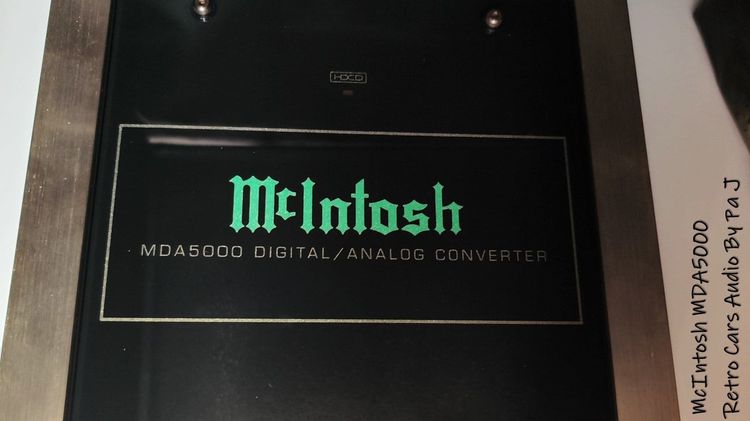 HDCD
McIntosh
MDA5000 DIGITAL/ANALOG CONVERTER
McIntosh MDA5000
Retro Cars Audio By Pa J